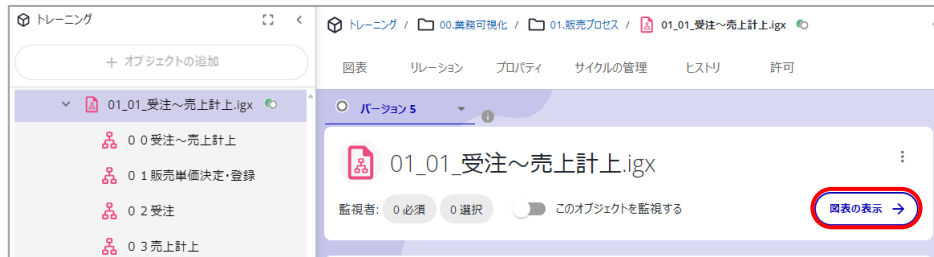 トレーニング
トレーニング / 00.業務可視化 / 01.販売プロセス / 01_01_受注～売上計上.igx
＋ オブジェクトの追加
図表 リレーション プロパティ サイクルの管理 ヒストリ 許可
01_01_受注～売上計上.igx
００受注～売上計上
０１販売単価決定・登録
０２受注
０３売上計上
バージョン 5
01_01_受注～売上計上.igx
監視者: 0 必須 0 選択 このオブジェクトを監視する
図表の表示 →